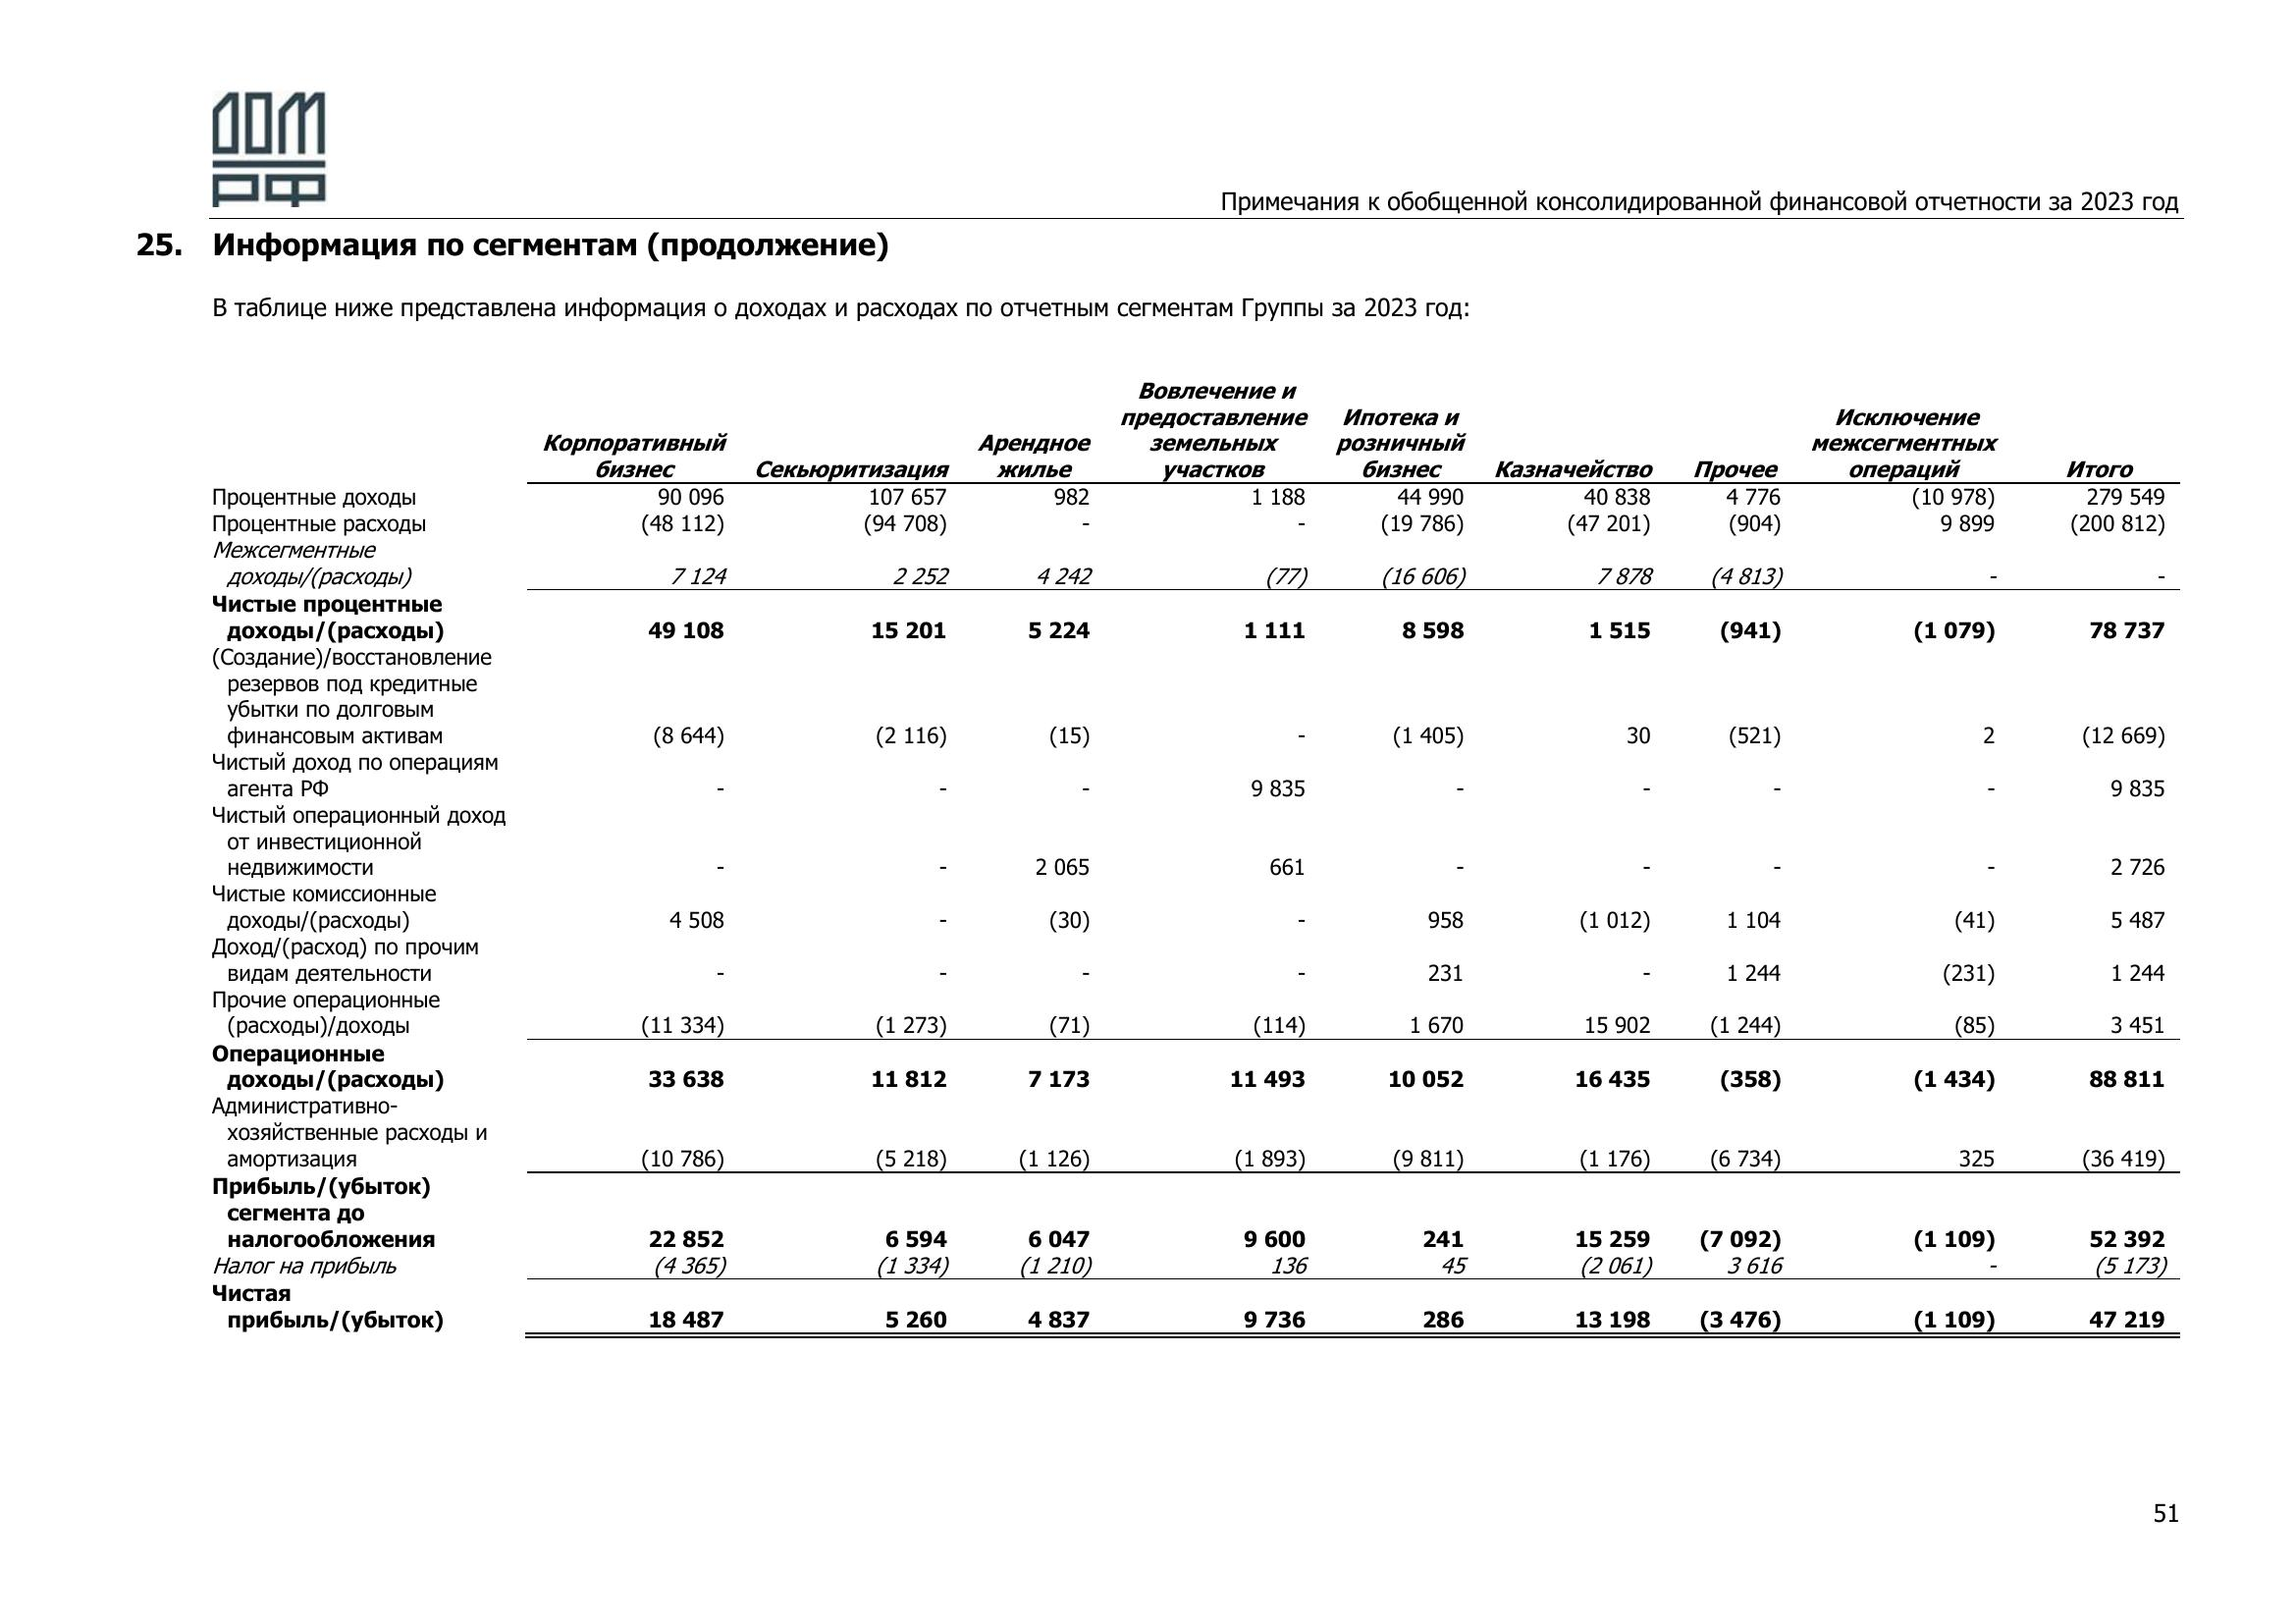 ДОМ
РФ
Примечания к обобщенной консолидированной финансовой отчетности за 2023 год
25. Информация по сегментам (продолжение)
В таблице ниже представлена информация о доходах и расходах по отчетным сегментам Группы за 2023 год:
Вовлечение и
предоставление Ипотека и Исключение
Корпоративный Арендное земельных розничный межсегментных
бизнес Секьюритизация жилье участков бизнес Казначейство Прочее операций Итого
Процентные доходы 90 096 107 657 982 1 188 44 990 40 838 4 776 (10 978) 279 549
Процентные расходы (48 112) (94 708) - - (19 786) (47 201) (904) 9 899 (200 812)
Межсегментные
доходы/(расходы) 7 124 2 252 4 242 (77) (16 606) 7 878 (4 813) - -
Чистые процентные
доходы/(расходы) 49 108 15 201 5 224 1 111 8 598 1 515 (941) (1 079) 78 737
(Создание)/восстановление
резервов под кредитные
убытки по долговым
финансовым активам (8 644) (2 116) (15) - (1 405) 30 (521) 2 (12 669)
Чистый доход по операциям
агента РФ - - - 9 835 - - - - 9 835
Чистый операционный доход
от инвестиционной
недвижимости - - 2 065 661 - - - - 2 726
Чистые комиссионные
доходы/(расходы) 4 508 - (30) - 958 (1 012) 1 104 (41) 5 487
Доход/(расход) по прочим
видам деятельности - - - - 231 - 1 244 (231) 1 244
Прочие операционные
(расходы)/доходы (11 334) (1 273) (71) (114) 1 670 15 902 (1 244) (85) 3 451
Операционные
доходы/(расходы) 33 638 11 812 7 173 11 493 10 052 16 435 (358) (1 434) 88 811
Административно-
хозяйственные расходы и
амортизация (10 786) (5 218) (1 126) (1 893) (9 811) (1 176) (6 734) 325 (36 419)
Прибыль/(убыток)
сегмента до
налогообложения 22 852 6 594 6 047 9 600 241 15 259 (7 092) (1 109) 52 392
Налог на прибыль (4 365) (1 334) (1 210) 136 45 (2 061) 3 616 - (5 173)
Чистая
прибыль/(убыток) 18 487 5 260 4 837 9 736 286 13 198 (3 476) (1 109) 47 219
51